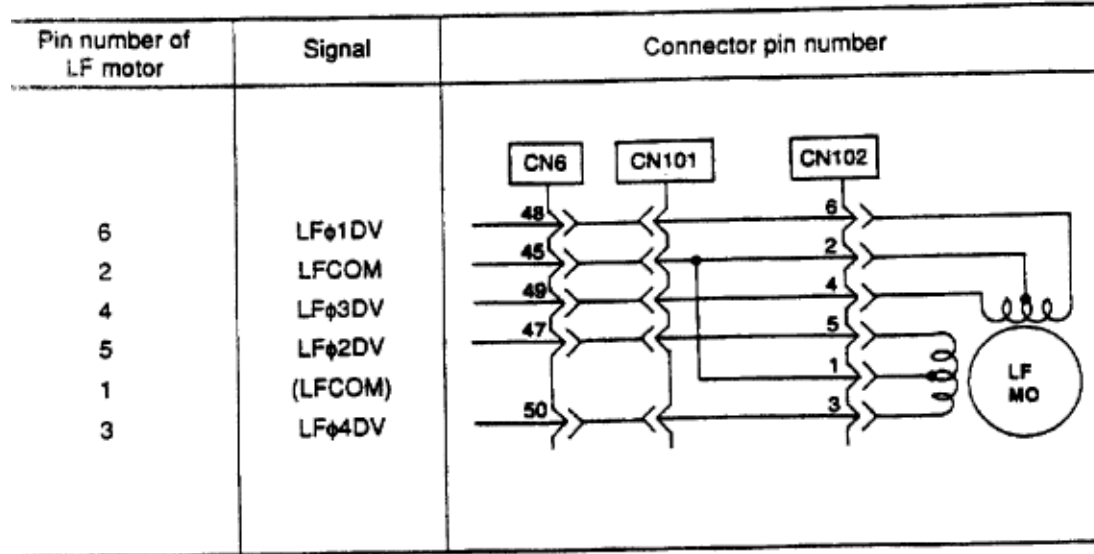 Pin number of LF motor Signal Connector pin number
CN6 CN101 CN102
6 LFφ1DV 48 6
2 LFCOM 45 2
4 LFφ3DV 49 4
5 LFφ2DV 47 5
1 (LFCOM) 1
3 LFφ4DV 50 3
LF
MO